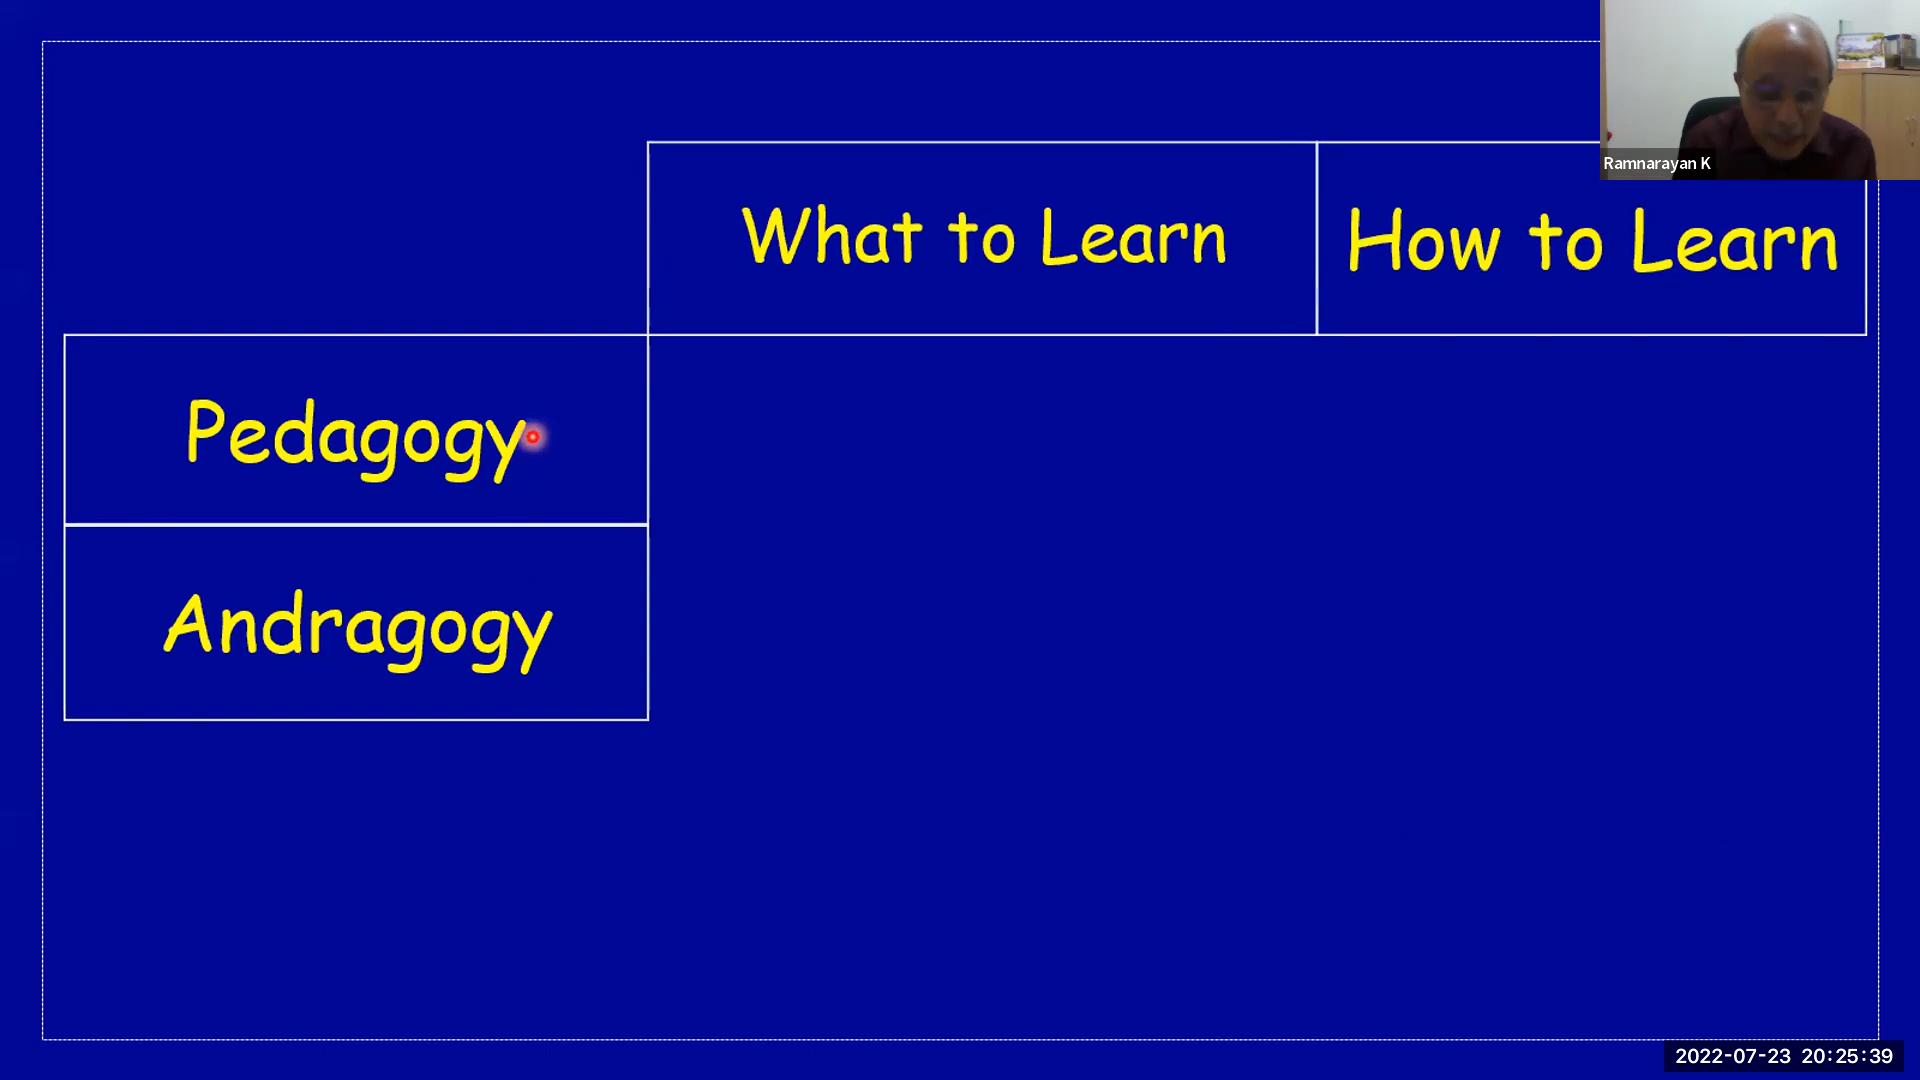 Ramnarayan K
What to Learn
How to Learn
Pedagogy
Andragogy
2022-07-23 20:25:39